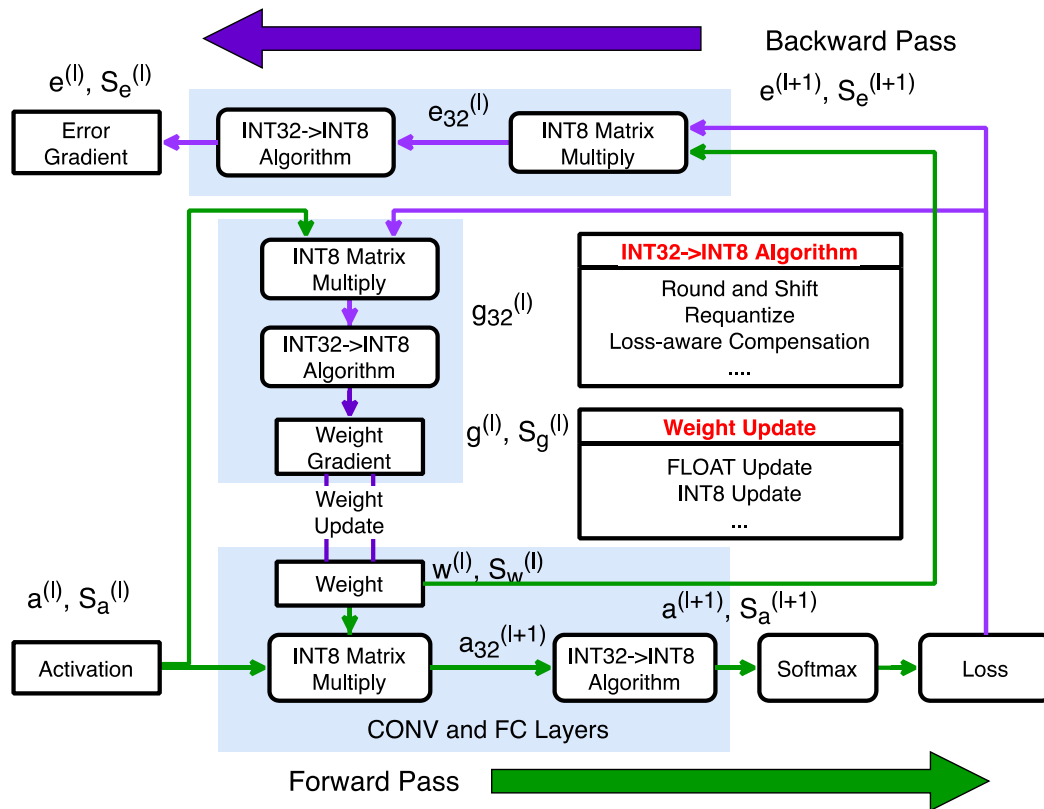 Backward Pass
e(l), Se(l)
e(l+1), Se(l+1)
Error
Gradient
INT32->INT8
Algorithm
e32(l)
INT8 Matrix
Multiply
INT8 Matrix
Multiply
g32(l)
INT32->INT8
Algorithm
g(l), Sg(l)
Weight
Gradient
Weight
Update
INT32->INT8 Algorithm
Round and Shift
Requantize
Loss-aware Compensation
....
Weight Update
FLOAT Update
INT8 Update
...
Weight
w(l), Sw(l)
a(l), Sa(l)
a(l+1), Sa(l+1)
Activation
INT8 Matrix
Multiply
a32(l+1)
INT32->INT8
Algorithm
Softmax
Loss
CONV and FC Layers
Forward Pass